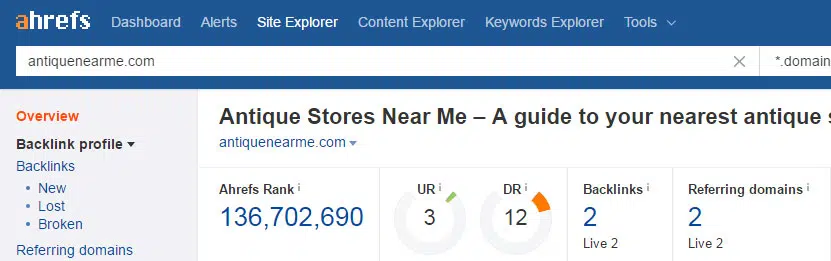 ahrefs Dashboard Alerts Site Explorer Content Explorer Keywords Explorer Tools
antiquenearme.com *.domain
Overview
Antique Stores Near Me – A guide to your nearest antique s
antiquenearme.com
Backlink profile
Backlinks
New
Lost
Broken
Referring domains
Ahrefs Rank i
136,702,690
UR i
3
DR i
12
Backlinks i
2
Live 2
Referring domains i
2
Live 2